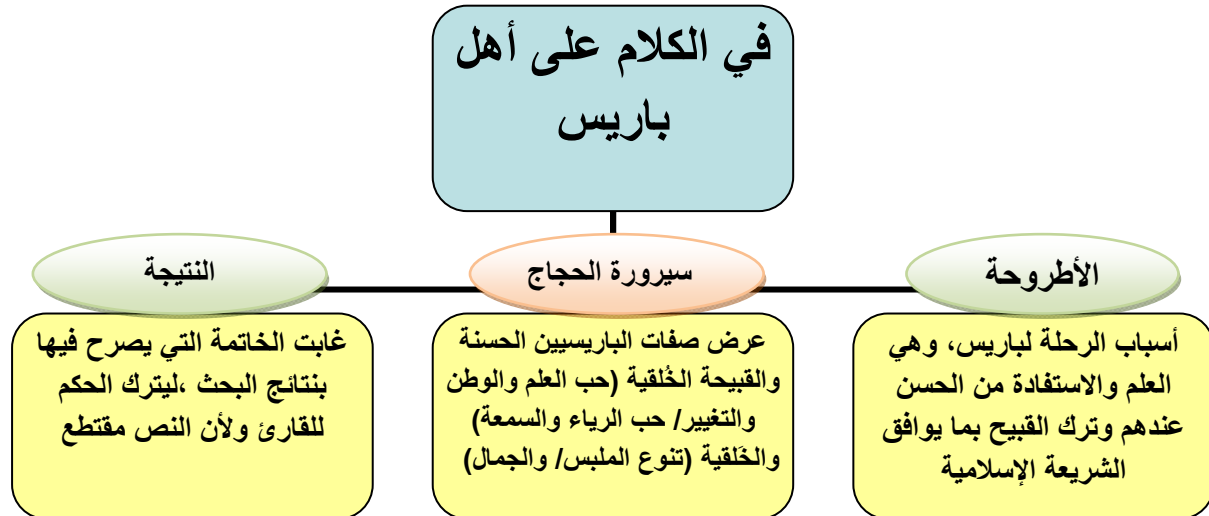 في الكلام على أهل
باريس
الأطروحة
أسباب الرحلة لباريس، وهي
العلم والاستفادة من الحسن
عندهم وترك القبيح بما يوافق
الشريعة الإسلامية
سيرورة الحجاج
عرض صفات الباريسيين الحسنة
والقبيحة الخُلقية (حب العلم والوطن
والتغيير/ حب الرياء والسمعة)
والخَلقية (تنوع الملبس/ والجمال)
النتيجة
غابت الخاتمة التي يصرح فيها
بنتائج البحث ،ليترك الحكم
للقارئ ولأن النص مقتطع